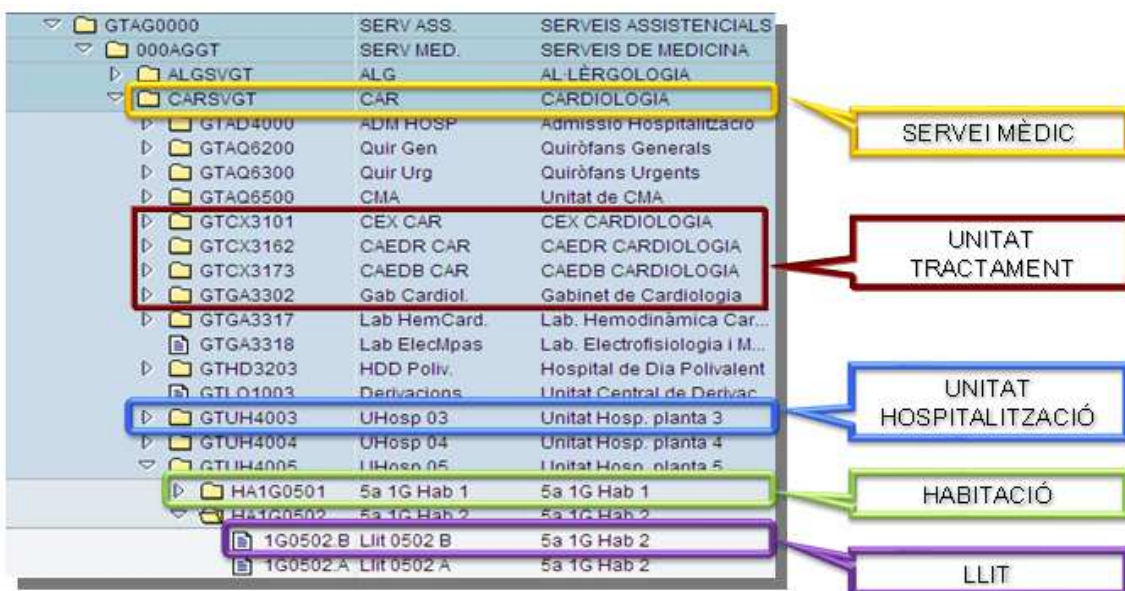 GTAG0000 SERV ASS. SERVEIS ASSISTENCIALS
000AGGT SERV MED. SERVEIS DE MEDICINA
ALGSVGT ALG AL·LÈRGOLOGIA
CARSVGT CAR CARDIOLOGIA
GTAD4000 ADM HOSP Admissió Hospitalització
GTAQ6200 Quir Gen Quiròfans Generals
GTAQ6300 Quir Urg Quiròfans Urgents
GTAQ6500 CMA Unitat de CMA
GTCX3101 CEX CAR CEX CARDIOLOGIA
GTCX3162 CAEDR CAR CAEDR CARDIOLOGIA
GTCX3173 CAEDB CAR CAEDB CARDIOLOGIA
GTGA3302 Gab Cardiol. Gabinet de Cardiologia
GTGA3317 Lab HemCard. Lab. Hemodinàmica Car...
GTGA3318 Lab ElecMpas Lab. Electrofisiologia i M...
GTHD3203 HDD Poliv. Hospital de Dia Polivalent
GTLO1003 Derivacions Unitat Central de Derivac
GTUH4003 UHosp 03 Unitat Hosp. planta 3
GTUH4004 UHosp 04 Unitat Hosp. planta 4
GTUH4005 UHosp 05 Unitat Hosp. planta 5
HA1G0501 5a 1G Hab 1 5a 1G Hab 1
HA1G0502 5a 1G Hab 2 5a 1G Hab 2
1G0502.B Llit 0502 B 5a 1G Hab 2
1G0502.A Llit 0502 A 5a 1G Hab 2
SERVEI MÈDIC
UNITAT
TRACTAMENT
UNITAT
HOSPITALITZACIÓ
HABITACIÓ
LLIT